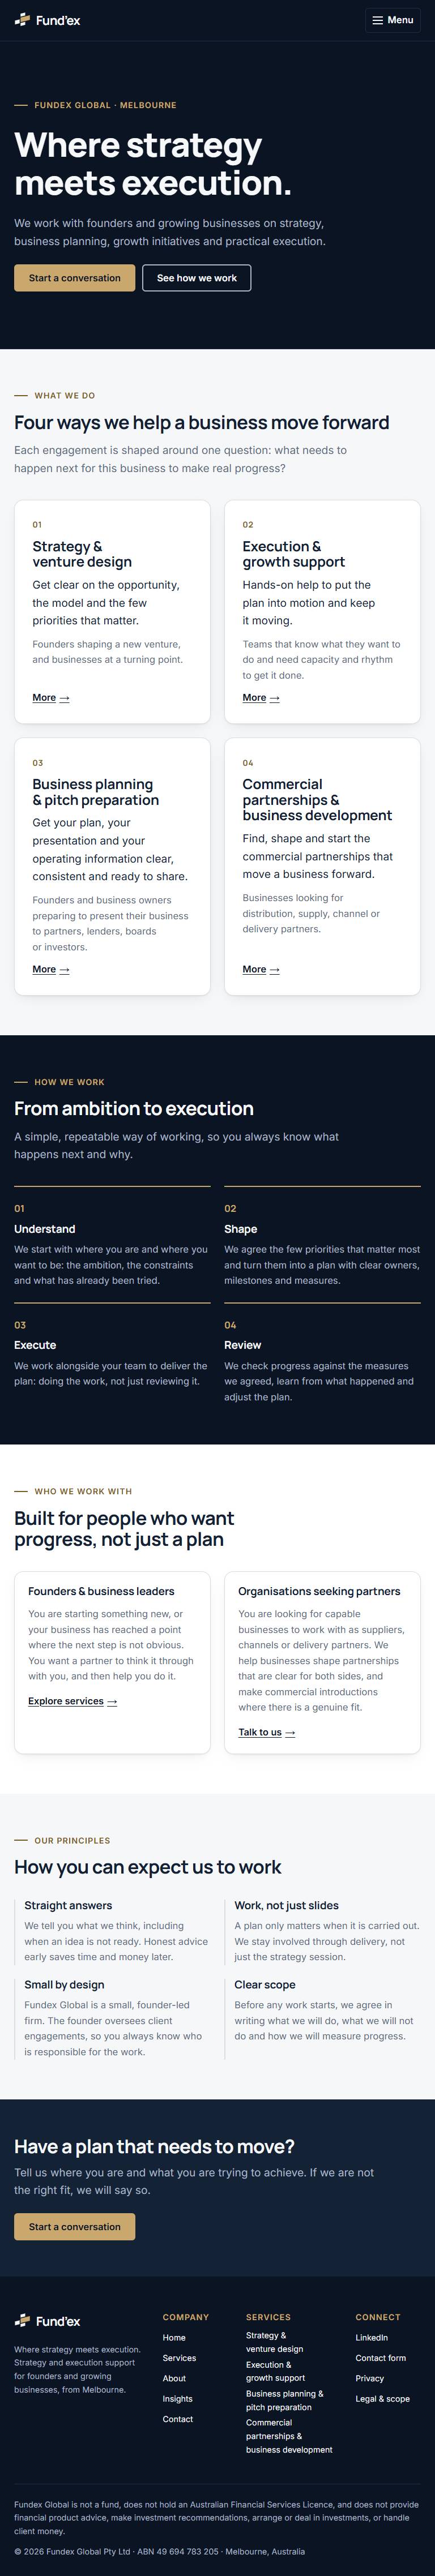 Fund'ex
Menu
FUNDEX GLOBAL · MELBOURNE
Where strategy
meets execution.
We work with founders and growing businesses on strategy,
business planning, growth initiatives and practical execution.
Start a conversation
See how we work
WHAT WE DO
Four ways we help a business move forward
Each engagement is shaped around one question: what needs to
happen next for this business to make real progress?
01
Strategy &
venture design
Get clear on the opportunity,
the model and the few
priorities that matter.
Founders shaping a new venture,
and businesses at a turning point.
More →
02
Execution &
growth support
Hands-on help to put the
plan into motion and keep
it moving.
Teams that know what they want to
do and need capacity and rhythm
to get it done.
More →
03
Business planning
& pitch preparation
Get your plan, your
presentation and your
operating information clear,
consistent and ready to share.
Founders and business owners
preparing to present their business
to partners, lenders, boards
or investors.
More →
04
Commercial
partnerships &
business development
Find, shape and start the
commercial partnerships that
move a business forward.
Businesses looking for
distribution, supply, channel or
delivery partners.
More →
HOW WE WORK
From ambition to execution
A simple, repeatable way of working, so you always know what
happens next and why.
01
Understand
We start with where you are and where you
want to be: the ambition, the constraints
and what has already been tried.
02
Shape
We agree the few priorities that matter most
and turn them into a plan with clear owners,
milestones and measures.
03
Execute
We work alongside your team to deliver the
plan: doing the work, not just reviewing it.
04
Review
We check progress against the measures
we agreed, learn from what happened and
adjust the plan.
WHO WE WORK WITH
Built for people who want
progress, not just a plan
Founders & business leaders
You are starting something new, or
your business has reached a point
where the next step is not obvious.
You want a partner to think it through
with you, and then help you do it.
Explore services →
Organisations seeking partners
You are looking for capable
businesses to work with as suppliers,
channels or delivery partners. We
help businesses shape partnerships
that are clear for both sides, and
make commercial introductions
where there is a genuine fit.
Talk to us →
OUR PRINCIPLES
How you can expect us to work
Straight answers
We tell you what we think, including
when an idea is not ready. Honest advice
early saves time and money later.
Work, not just slides
A plan only matters when it is carried out.
We stay involved through delivery, not
just the strategy session.
Small by design
Fundex Global is a small, founder-led
firm. The founder oversees client
engagements, so you always know who
is responsible for the work.
Clear scope
Before any work starts, we agree in
writing what we will do, what we will not
do and how we will measure progress.
Have a plan that needs to move?
Tell us where you are and what you are trying to achieve. If we are not
the right fit, we will say so.
Start a conversation
Fund'ex
Where strategy meets execution.
Strategy and execution support
for founders and growing
businesses, from Melbourne.
COMPANY
Home
Services
About
Insights
Contact
SERVICES
Strategy &
venture design
Execution &
growth support
Business planning &
pitch preparation
Commercial
partnerships &
business development
CONNECT
LinkedIn
Contact form
Privacy
Legal & scope
Fundex Global is not a fund, does not hold an Australian Financial Services Licence, and does not provide
financial product advice, make investment recommendations, arrange or deal in investments, or handle
client money.
© 2026 Fundex Global Pty Ltd · ABN 49 694 783 205 · Melbourne, Australia